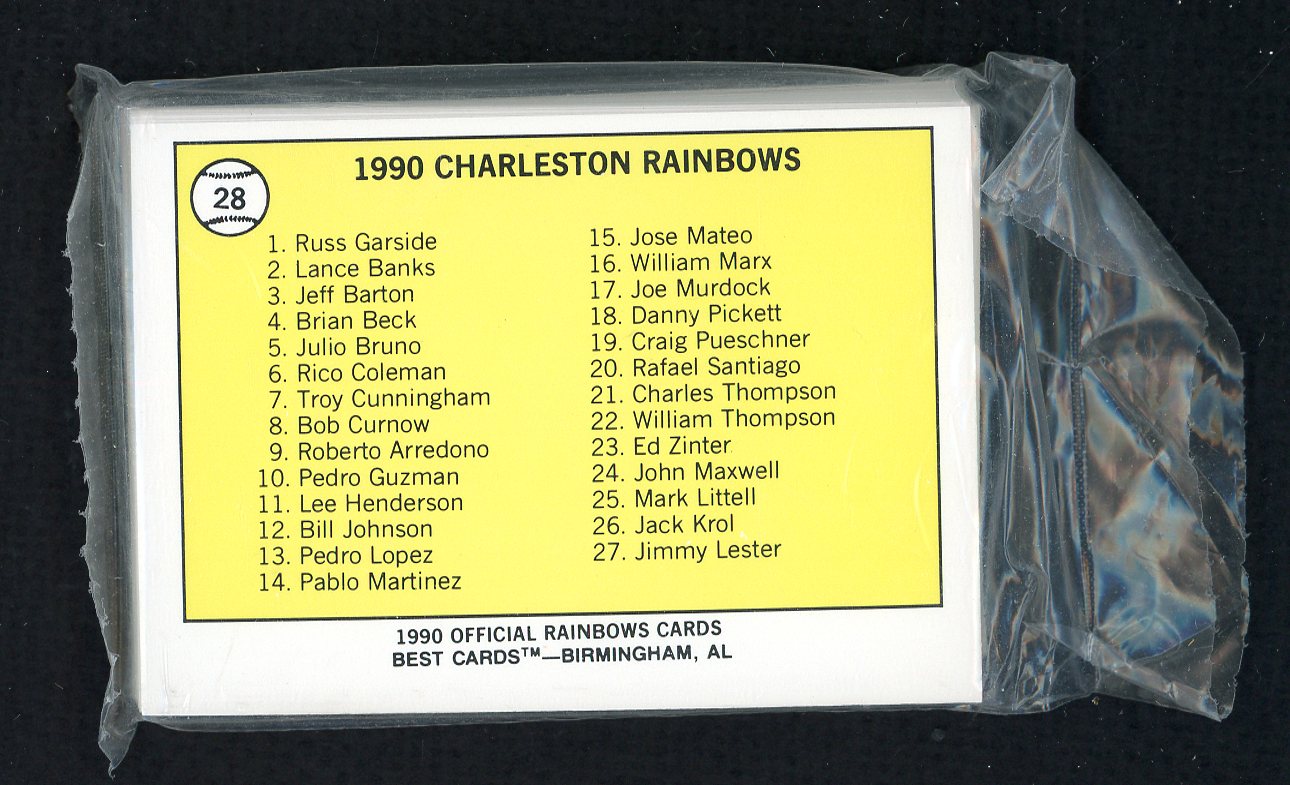 1990 CHARLESTON RAINBOWS
28
1. Russ Garside
2. Lance Banks
3. Jeff Barton
4. Brian Beck
5. Julio Bruno
6. Rico Coleman
7. Troy Cunningham
8. Bob Curnow
9. Roberto Arredono
10. Pedro Guzman
11. Lee Henderson
12. Bill Johnson
13. Pedro Lopez
14. Pablo Martinez
15. Jose Mateo
16. William Marx
17. Joe Murdock
18. Danny Pickett
19. Craig Pueschner
20. Rafael Santiago
21. Charles Thompson
22. William Thompson
23. Ed Zinter
24. John Maxwell
25. Mark Littell
26. Jack Krol
27. Jimmy Lester
1990 OFFICIAL RAINBOWS CARDS
BEST CARDS™—BIRMINGHAM, AL